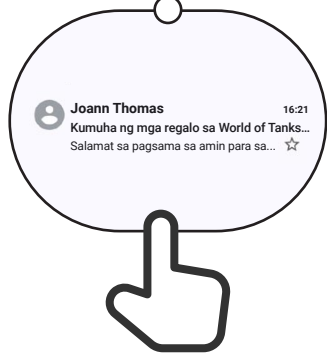 Joann Thomas 16:21
Kumuha ng mga regalo sa World of Tanks...
Salamat sa pagsama sa amin para sa...